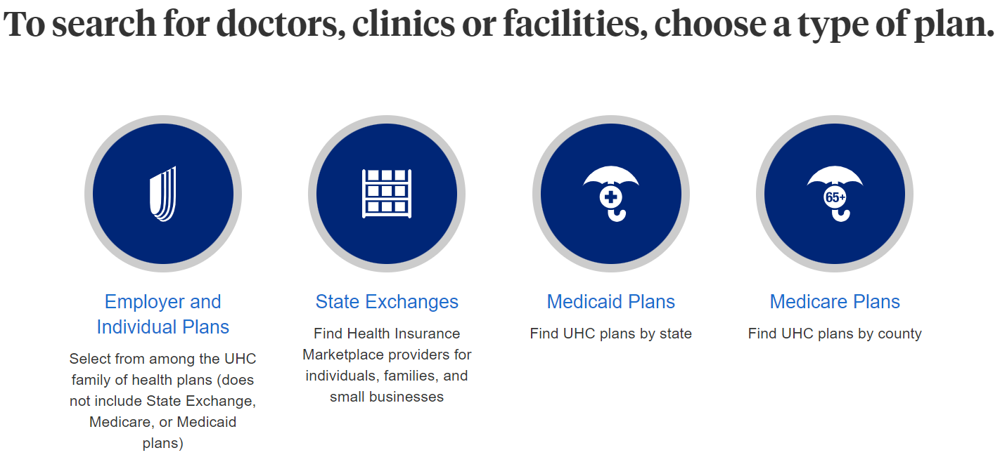 To search for doctors, clinics or facilities, choose a type of plan.
65+
Employer and
Individual Plans
Select from among the UHC
family of health plans (does
not include State Exchange,
Medicare, or Medicaid
plans)
State Exchanges
Find Health Insurance
Marketplace providers for
individuals, families, and
small businesses
Medicaid Plans
Find UHC plans by state
Medicare Plans
Find UHC plans by county